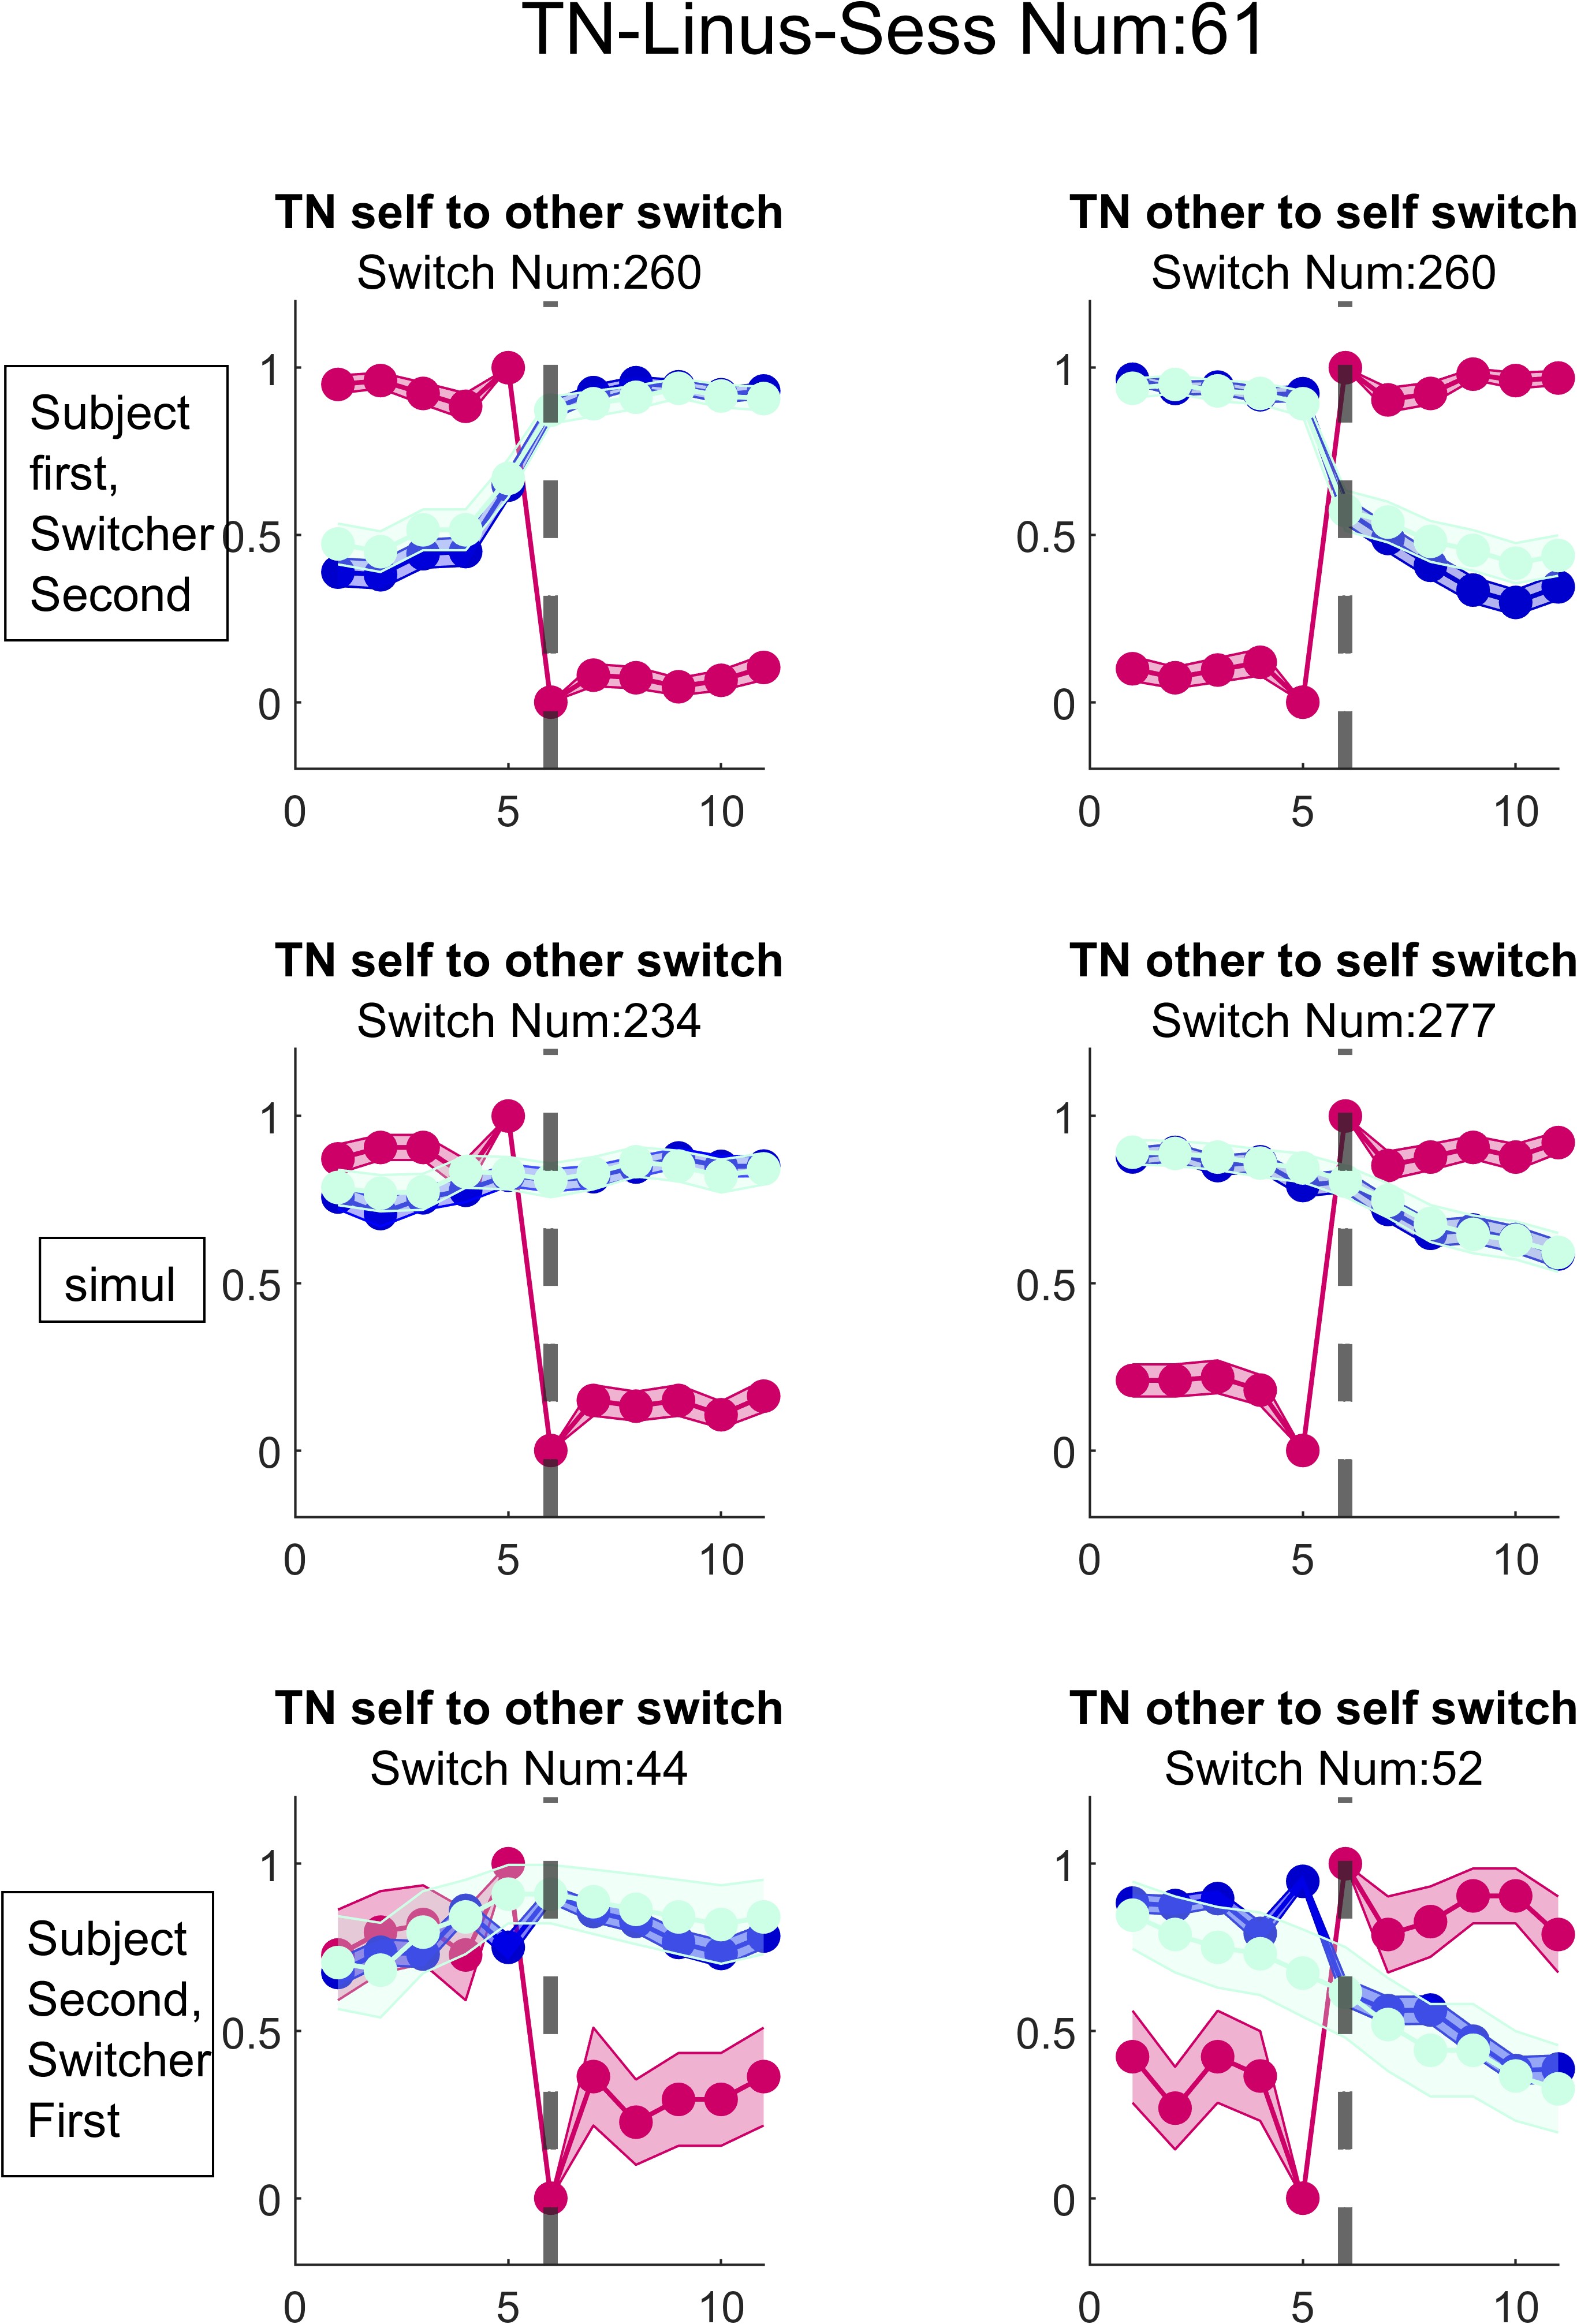 TN-Linus-Sess Num:61
TN self to other switch
Switch Num:260
TN other to self switch
Switch Num:260
Subject
first,
Switcher
Second
1
0.5
0
0 5 10
1
0.5
0
0 5 10
TN self to other switch
Switch Num:234
TN other to self switch
Switch Num:277
simul
1
0.5
0
0 5 10
1
0.5
0
0 5 10
TN self to other switch
Switch Num:44
TN other to self switch
Switch Num:52
Subject
Second,
Switcher
First
1
0.5
0
0 5 10
1
0.5
0
0 5 10